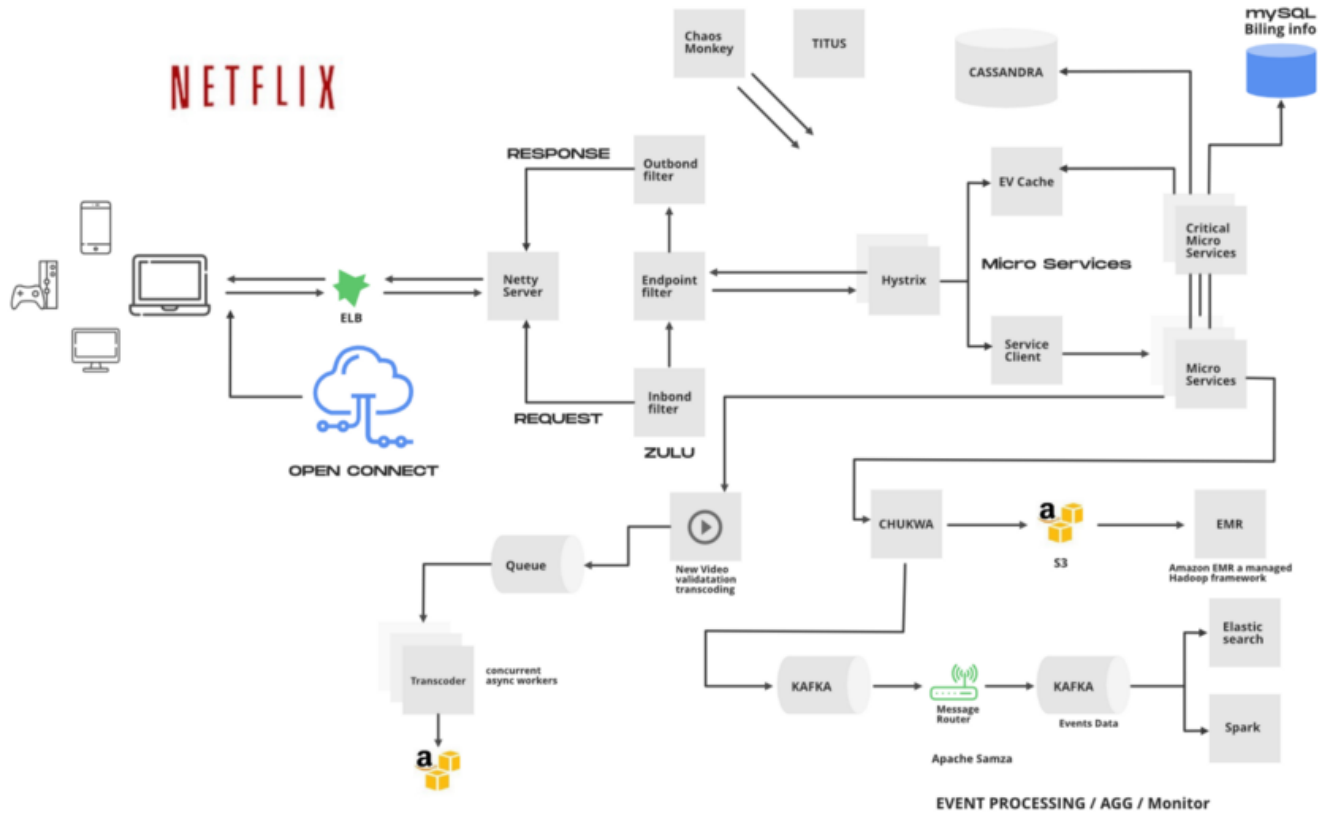 mySQL
Biling info
Chaos
Monkey
TITUS
CASSANDRA
NETFLIX
RESPONSE
Outbond
filter
EV Cache
Critical
Micro
Services
Micro Services
Netty
Server
Endpoint
filter
Hystrix
ELB
Service
Client
Micro
Services
Inbond
filter
REQUEST
ZULU
OPEN CONNECT
CHUKWA
a
S3
EMR
Amazon EMR a managed
Hadoop framework
New Video
validatation
transcoding
Queue
Elastic
search
Transcoder
concurrent
async workers
KAFKA
Message
Router
KAFKA
Events Data
Spark
a
Apache Samza
EVENT PROCESSING / AGG / Monitor